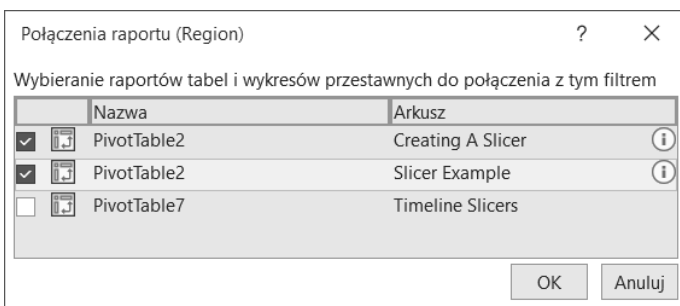 Połączenia raportu (Region) ? ×
Wybieranie raportów tabel i wykresów przestawnych do połączenia z tym filtrem
Nazwa Arkusz
PivotTable2 Creating A Slicer
PivotTable2 Slicer Example
PivotTable7 Timeline Slicers
OK Anuluj